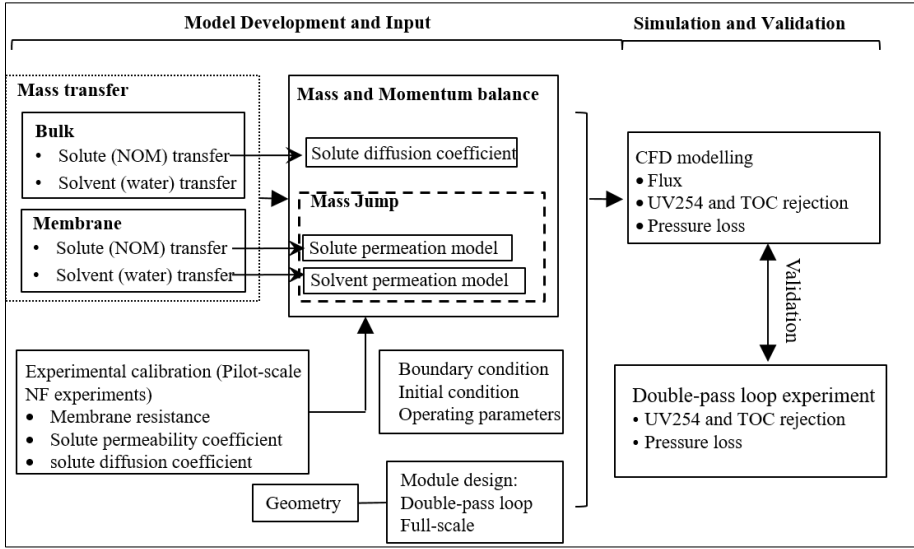 Model Development and Input
Simulation and Validation
Mass transfer
Bulk
• Solute (NOM) transfer
• Solvent (water) transfer
Membrane
• Solute (NOM) transfer
• Solvent (water) transfer
Mass and Momentum balance
Solute diffusion coefficient
Mass Jump
Solute permeation model
Solvent permeation model
Experimental calibration (Pilot-scale
NF experiments)
• Membrane resistance
• Solute permeability coefficient
• solute diffusion coefficient
Boundary condition
Initial condition
Operating parameters
Geometry
Module design:
Double-pass loop
Full-scale
CFD modelling
• Flux
• UV254 and TOC rejection
• Pressure loss
Validation
Double-pass loop experiment
• UV254 and TOC rejection
• Pressure loss